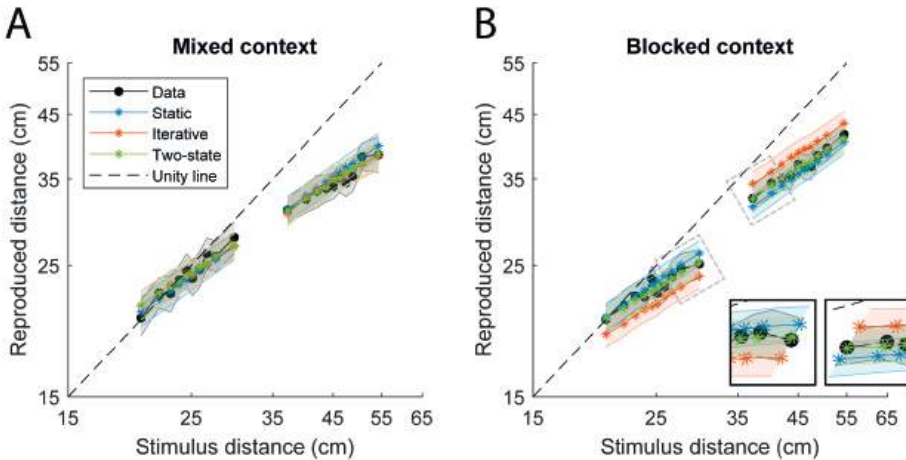 A
Mixed context
Reproduced distance (cm)
55
45
35
25
15
Data
Static
Iterative
Two-state
Unity line
15
25
35
45
55
65
Stimulus distance (cm)
B
Blocked context
Reproduced distance (cm)
55
45
35
25
15
15
25
35
45
55
65
Stimulus distance (cm)